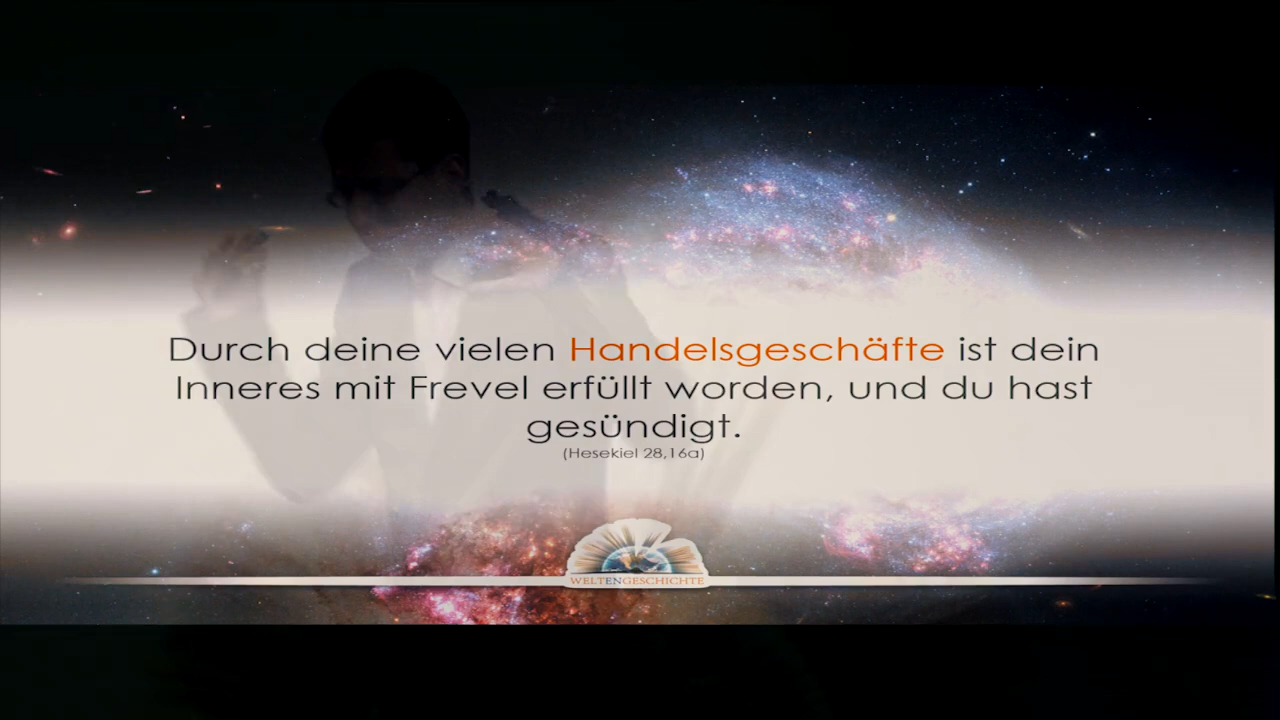 Durch deine vielen Handelsgeschäfte ist dein
Inneres mit Frevel erfüllt worden, und du hast
gesündigt.
(Hesekiel 28,16a)
WELTENGESCHICHTE